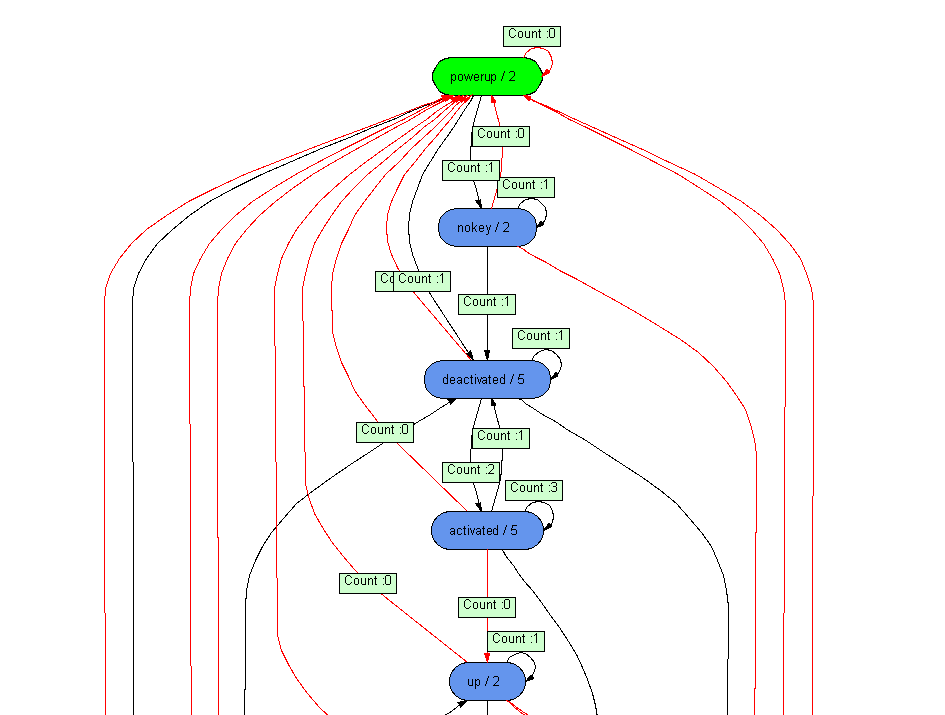 Count :0
powerup / 2
Count :0
Count :1
Count :1
nokey / 2
Count :1
Count :1
Count :1
deactivated / 5
Count :0
Count :1
Count :2
Count :3
activated / 5
Count :0
Count :0
Count :1
up / 2